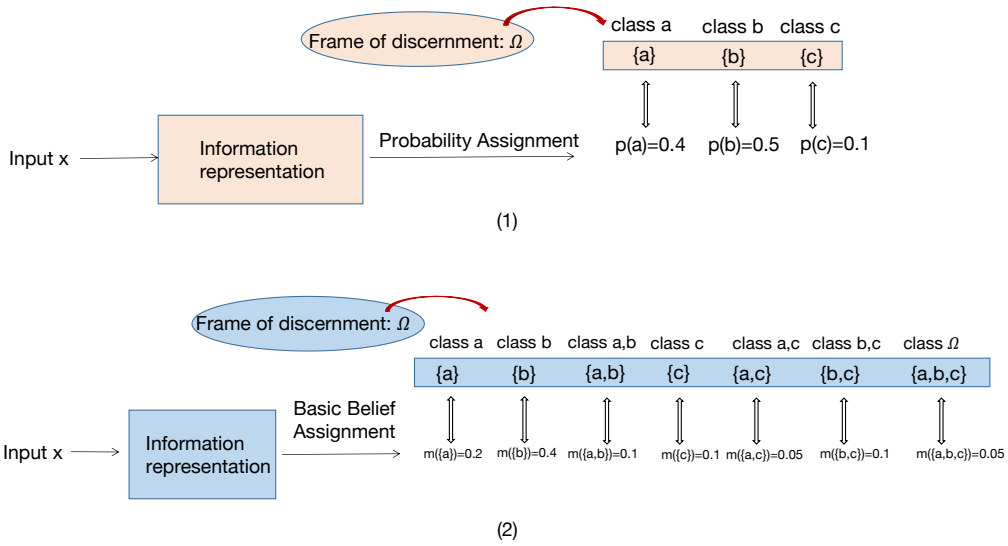 Frame of discernment: Ω
class a class b class c
{a} {b} {c}
Input x
Information
representation
Probability Assignment
p(a)=0.4 p(b)=0.5 p(c)=0.1
(1)
Frame of discernment: Ω
class a class b class a,b class c class a,c class b,c class Ω
{a} {b} {a,b} {c} {a,c} {b,c} {a,b,c}
Input x
Information
representation
Basic Belief
Assignment
m({a})=0.2 m({b})=0.4 m({a,b})=0.1 m({c})=0.1 m({a,c})=0.05 m({b,c})=0.1 m({a,b,c})=0.05
(2)